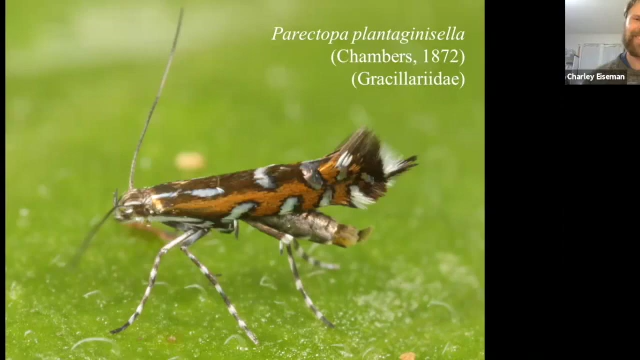 Parectopa plantaginisella
(Chambers, 1872)
(Gracillariidae)
Charley Eiseman